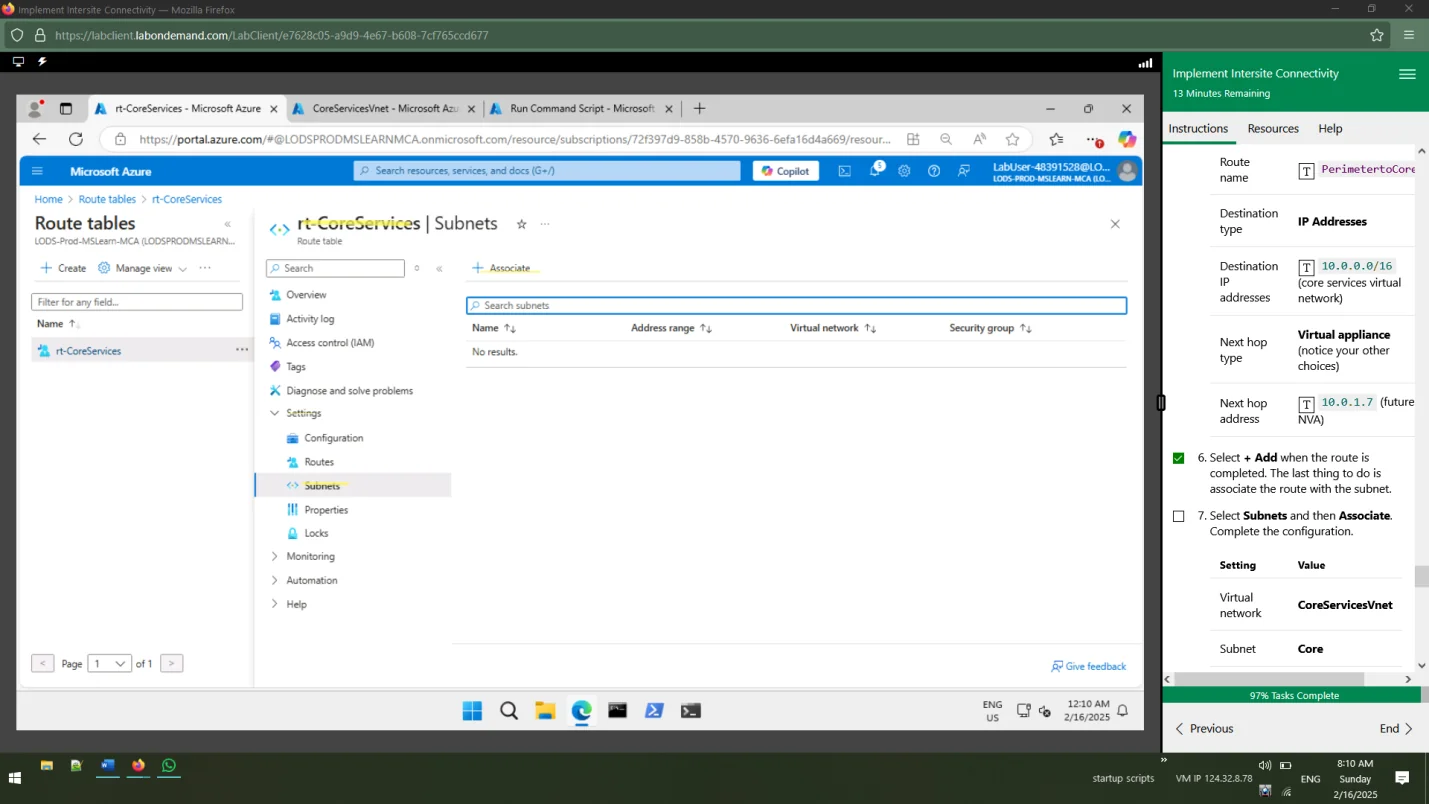 Implement Intersite Connectivity — Mozilla Firefox
https://labclient.labondemand.com/LabClient/e7628c05-a9d9-4e67-b608-7cf765ccd677
rt-CoreServices - Microsoft Azure
CoreServicesVnet - Microsoft Azu
Run Command Script - Microsoft
https://portal.azure.com/#@LODSPRODMSLEARNMCA.onmicrosoft.com/resource/subscriptions/72f397d9-858b-4570-9636-6efa16d4a669/resour...
Microsoft Azure
Search resources, services, and docs (G+/)
Copilot
5
LabUser-48391528@LO...
LODS-PROD-MSLEARN-MCA (LO...
Home > Route tables > rt-CoreServices
Route tables
LODS-Prod-MSLearn-MCA (LODSPRODMSLEARN...
Create
Manage view
Filter for any field...
Name
rt-CoreServices
Page 1 of 1
rt-CoreServices | Subnets
Route table
Search
Overview
Activity log
Access control (IAM)
Tags
Diagnose and solve problems
Settings
Configuration
Routes
Subnets
Properties
Locks
Monitoring
Automation
Help
Associate
Search subnets
Name
Address range
Virtual network
Security group
No results.
Give feedback
ENG
US
12:10 AM
2/16/2025
Implement Intersite Connectivity
13 Minutes Remaining
Instructions
Resources
Help
Route name
PerimetertoCore
Destination type
IP Addresses
Destination IP addresses
10.0.0.0/16
(core services virtual network)
Next hop type
Virtual appliance
(notice your other choices)
Next hop address
10.0.1.7 (future NVA)
6. Select + Add when the route is
completed. The last thing to do is
associate the route with the subnet.
7. Select Subnets and then Associate.
Complete the configuration.
Setting
Value
Virtual network
CoreServicesVnet
Subnet
Core
97% Tasks Complete
Previous
End
startup scripts
VM IP 124.32.8.78
ENG
8:10 AM
Sunday
2/16/2025